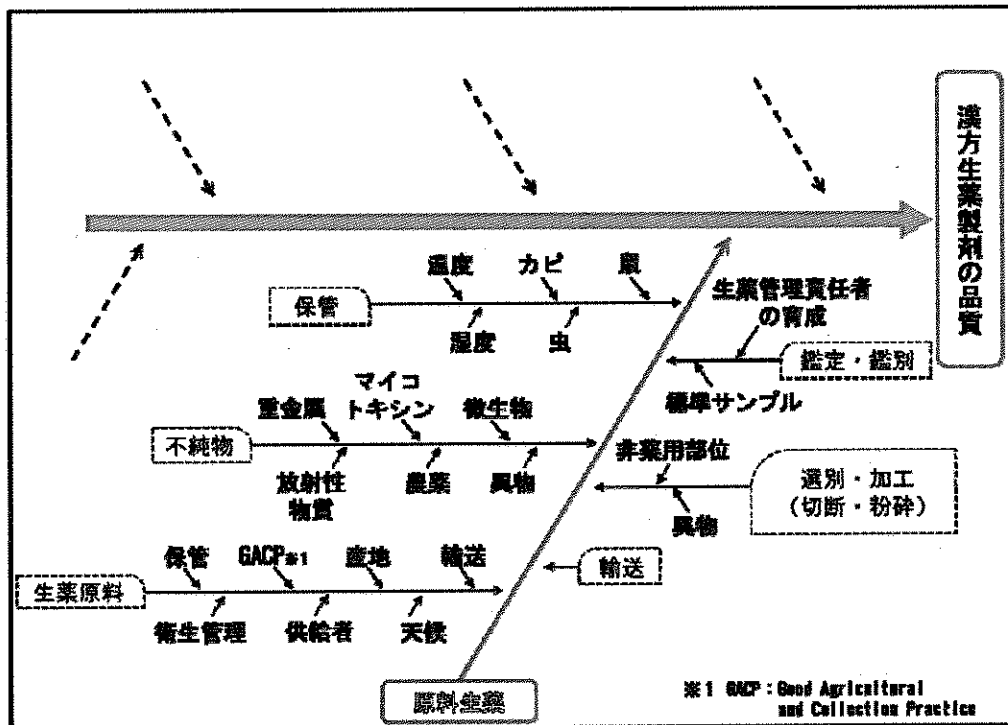 漢方生薬製剤の品質
温度
カビ
鼠
保管
湿度
虫
生薬管理責任者
の育成
鑑定・鑑別
標準サンプル
重金属
マイコ
トキシン
微生物
不純物
放射性
物質
農薬
異物
非薬用部位
選別・加工
(切断・粉砕)
異物
保管
GACP※1
産地
輸送
生薬原料
衛生管理
供給者
天候
輸送
原料生薬
※1 GACP:Good Agricultural
and Collection Practice